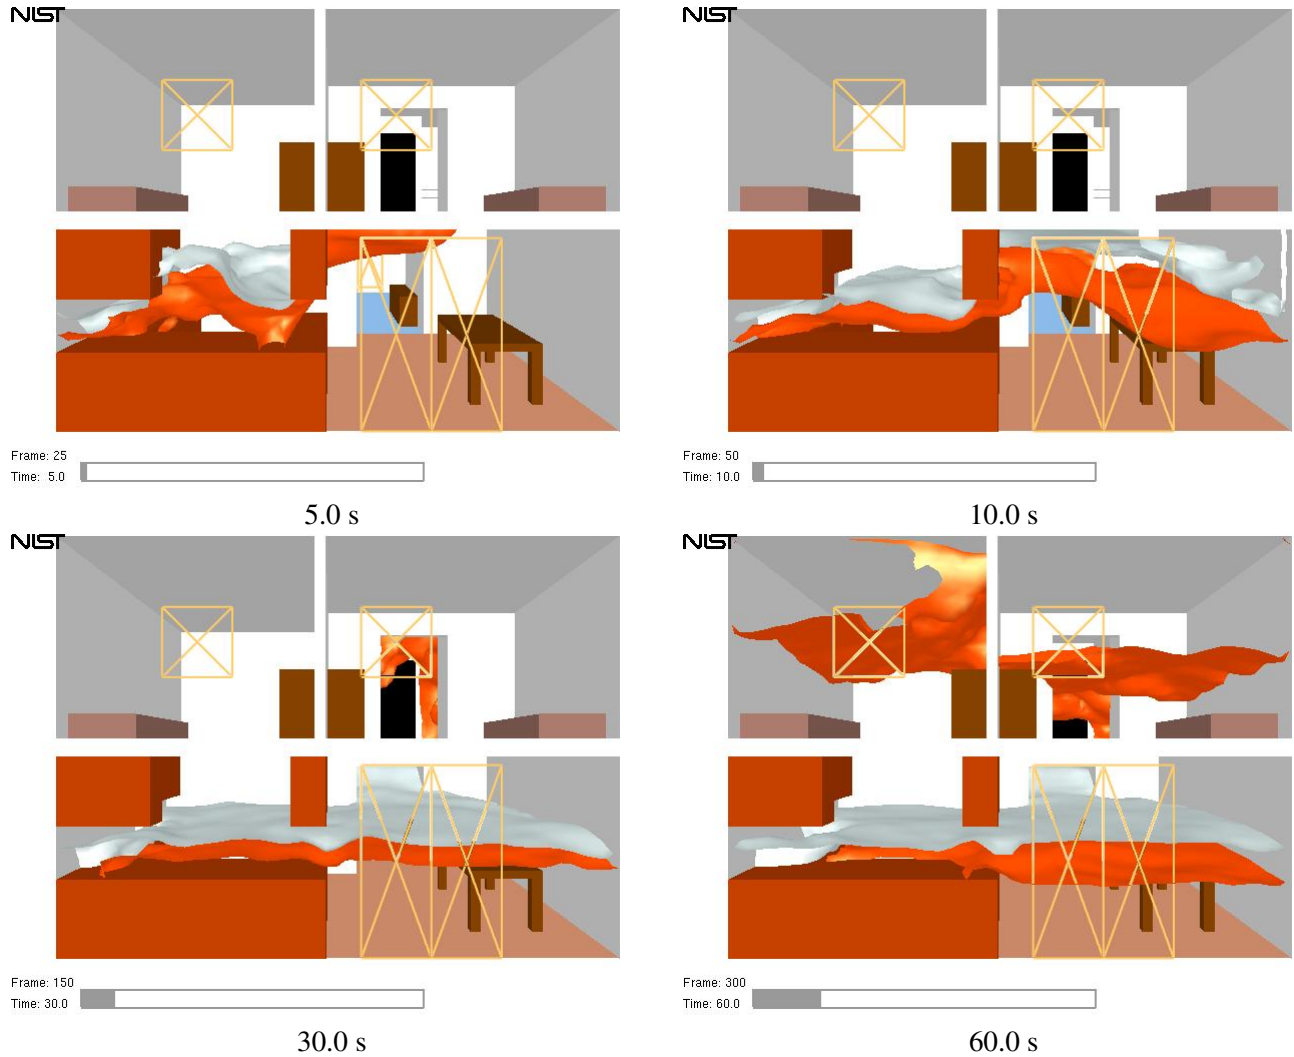 NIST
NIST
Frame: 25
Time: 5.0
Frame: 50
Time: 10.0
5.0 s
10.0 s
NIST
NIST
Frame: 150
Time: 30.0
Frame: 300
Time: 60.0
30.0 s
60.0 s